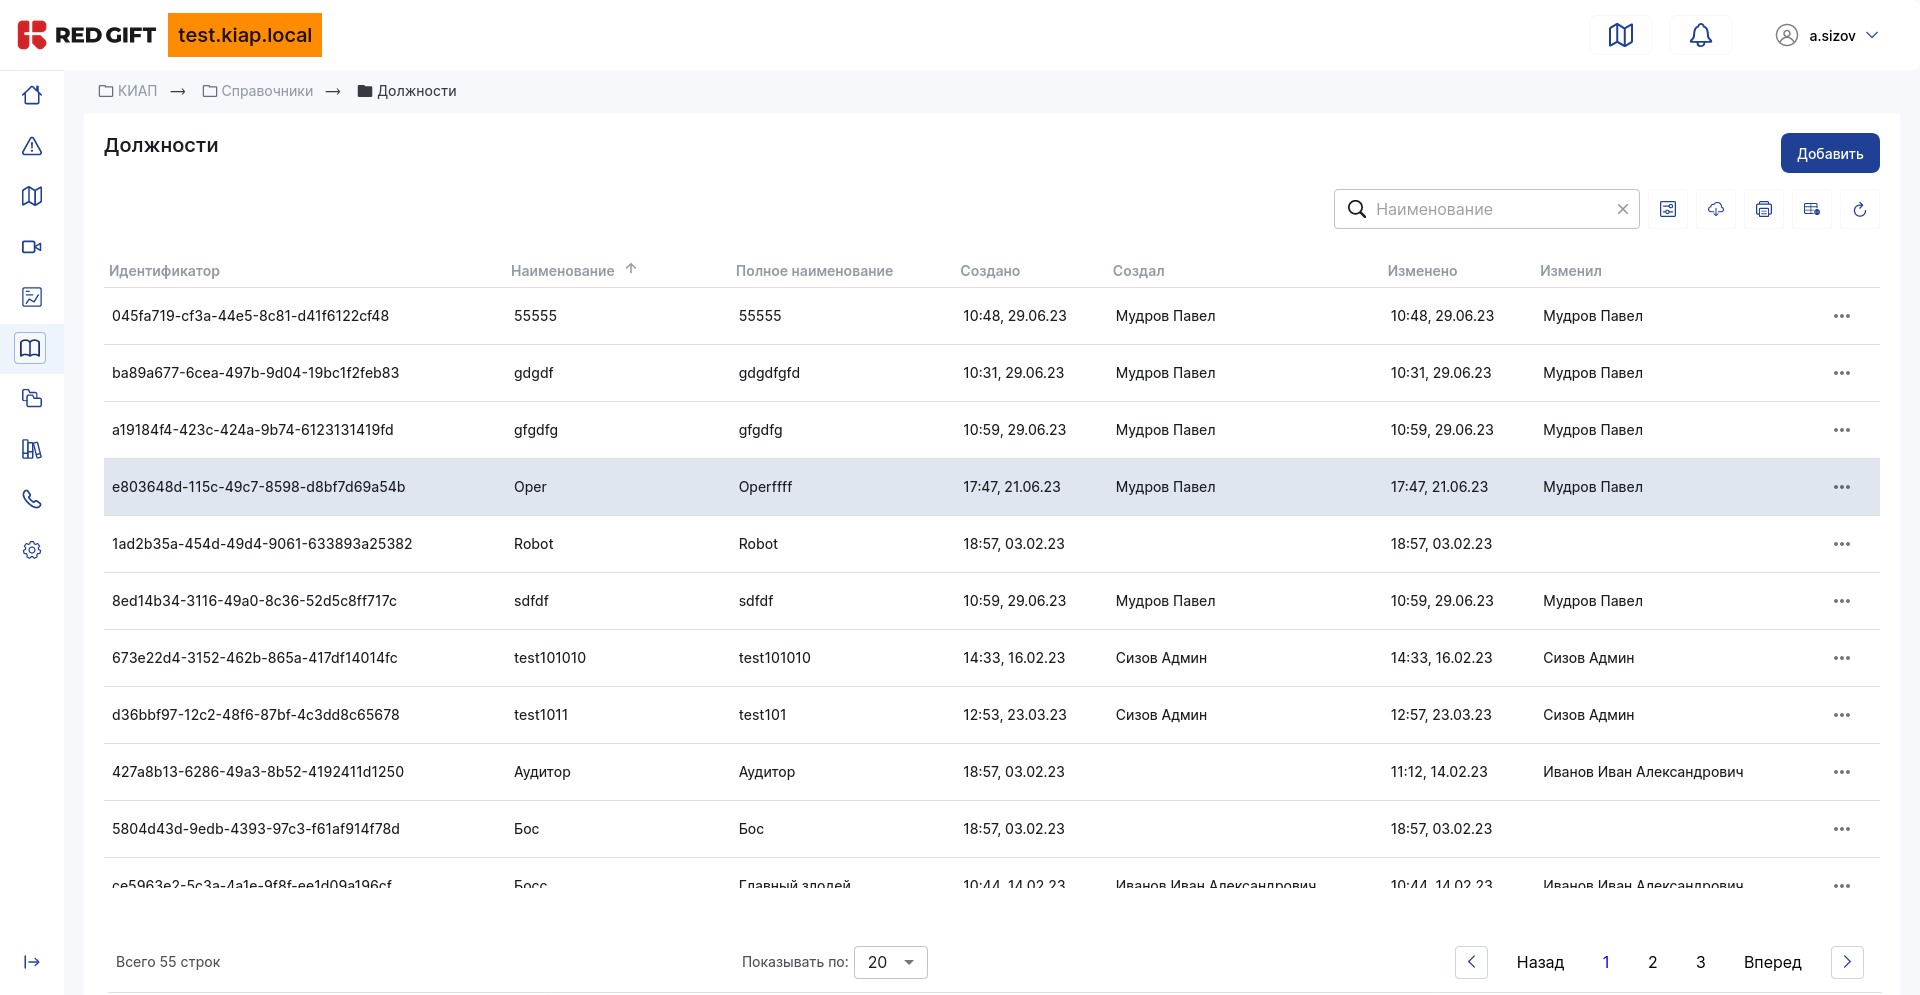 RED GIFT test.kiap.local a.sizov
КИАП → Справочники → Должности
Должности
Добавить
Наименование
Идентификатор Наименование Полное наименование Создано Создал Изменено Изменил
045fa719-cf3a-44e5-8c81-d41f6122cf48 55555 55555 10:48, 29.06.23 Мудров Павел 10:48, 29.06.23 Мудров Павел
ba89a677-6cea-497b-9d04-19bc1f2feb83 gdgdf gdgdfgfd 10:31, 29.06.23 Мудров Павел 10:31, 29.06.23 Мудров Павел
a19184f4-423c-424a-9b74-6123131419fd gfgdfg gfgdfg 10:59, 29.06.23 Мудров Павел 10:59, 29.06.23 Мудров Павел
e803648d-115c-49c7-8598-d8bf7d69a54b Oper Operffff 17:47, 21.06.23 Мудров Павел 17:47, 21.06.23 Мудров Павел
1ad2b35a-454d-49d4-9061-633893a25382 Robot Robot 18:57, 03.02.23 18:57, 03.02.23
8ed14b34-3116-49a0-8c36-52d5c8ff717c sdfdf sdfdf 10:59, 29.06.23 Мудров Павел 10:59, 29.06.23 Мудров Павел
673e22d4-3152-462b-865a-417df14014fc test101010 test101010 14:33, 16.02.23 Сизов Админ 14:33, 16.02.23 Сизов Админ
d36bbf97-12c2-48f6-87bf-4c3dd8c65678 test1011 test101 12:53, 23.03.23 Сизов Админ 12:57, 23.03.23 Сизов Админ
427a8b13-6286-49a3-8b52-4192411d1250 Аудитор Аудитор 18:57, 03.02.23 11:12, 14.02.23 Иванов Иван Александрович
5804d43d-9edb-4393-97c3-f61af914f78d Бос Бос 18:57, 03.02.23 18:57, 03.02.23
ce5963e2-5c3a-4a1e-9f8f-ee1d09a196cf Босс Главный злодей 10:44, 14.02.23 Иванов Иван Александрович 10:44, 14.02.23 Иванов Иван Александрович
Всего 55 строк Показывать по: 20 Назад 1 2 3 Вперед